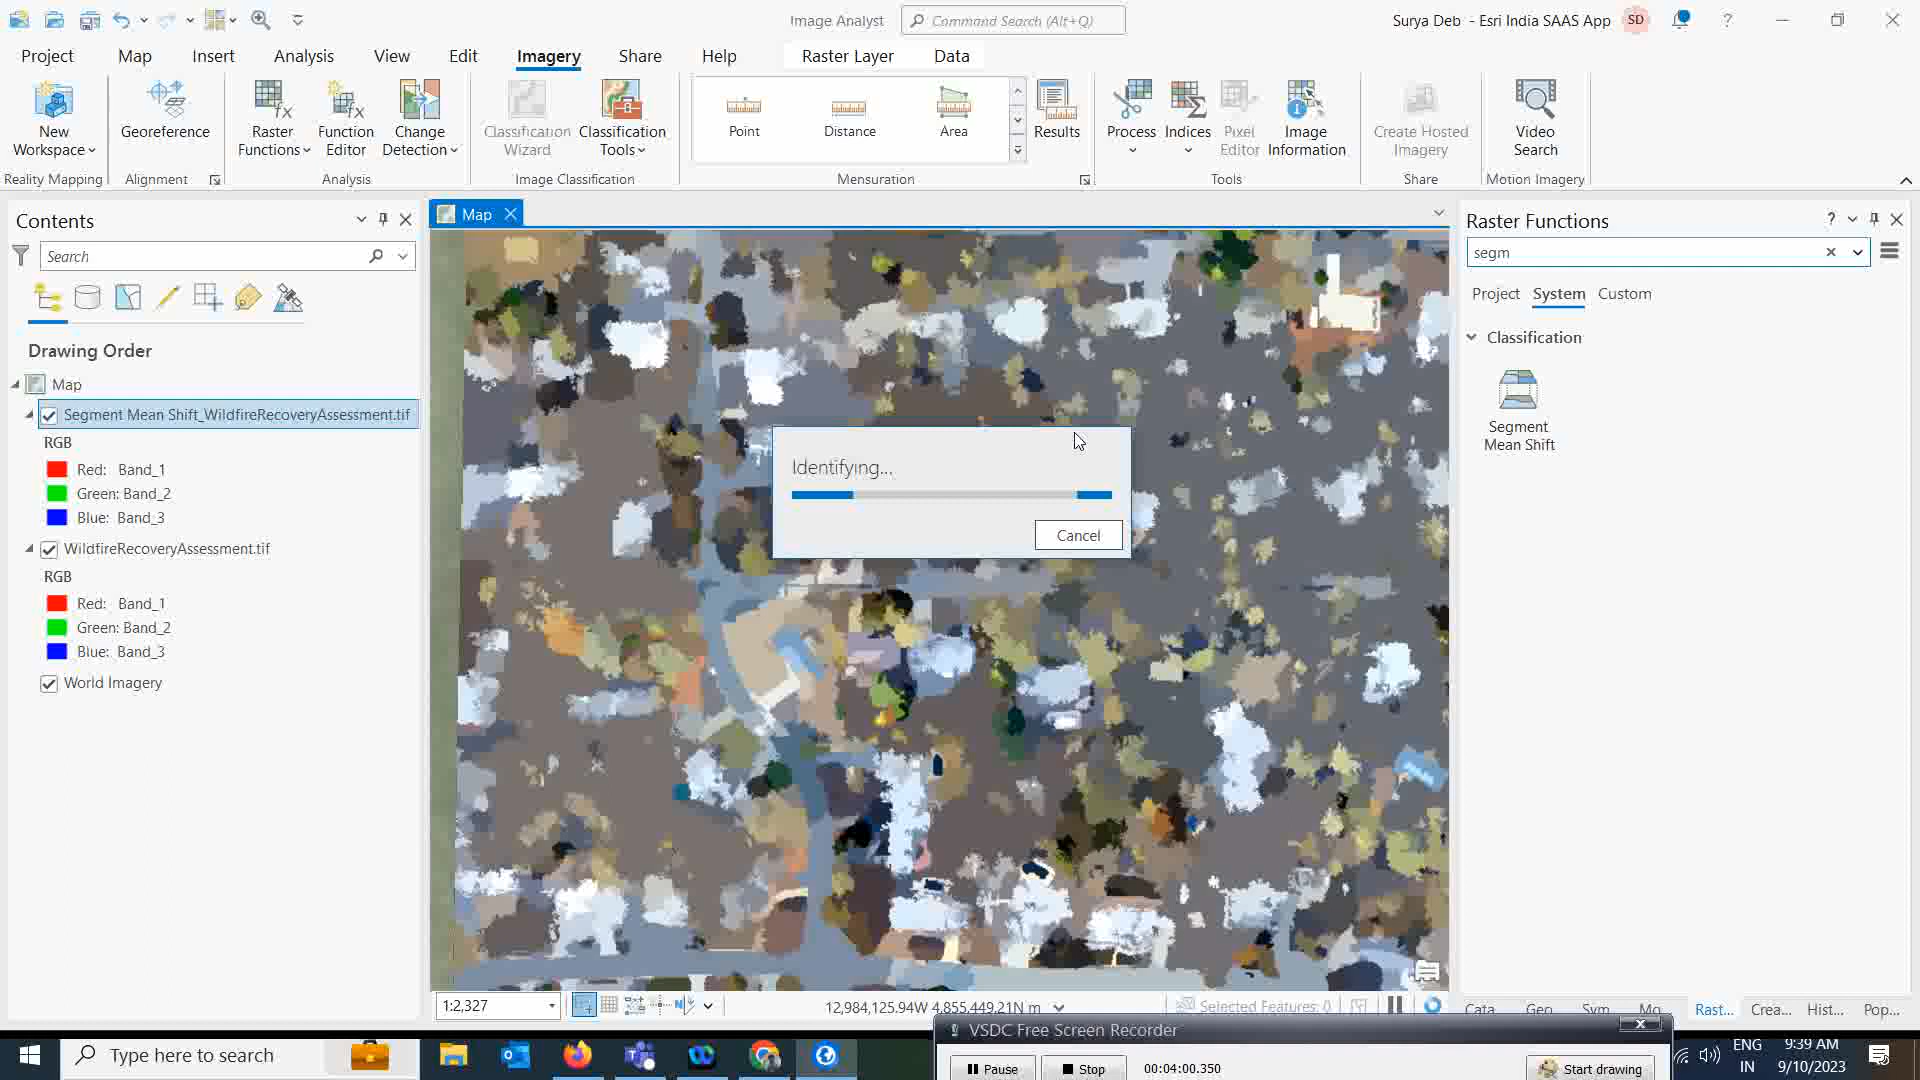 Image Analyst
Command Search (Alt+Q)
Surya Deb - Esri India SAAS App
SD
?
Project
Map
Insert
Analysis
View
Edit
Imagery
Share
Help
Raster Layer
Data
New
Workspace
Georeference
Raster
Functions
Function
Editor
Change
Detection
Classification
Wizard
Classification
Tools
Point
Distance
Area
Results
Process
Indices
Pixel
Editor
Image
Information
Create Hosted
Imagery
Video
Search
Reality Mapping
Alignment
Analysis
Image Classification
Mensuration
Tools
Share
Motion Imagery
Contents
Search
Drawing Order
Map
Segment Mean Shift_WildfireRecoveryAssessment.tif
RGB
Red: Band_1
Green: Band_2
Blue: Band_3
WildfireRecoveryAssessment.tif
RGB
Red: Band_1
Green: Band_2
Blue: Band_3
World Imagery
Map
Identifying...
Cancel
1:2,327
12,984,125.94W 4,855,449.21N m
Selected Features: 0
Raster Functions
?
segm
Project
System
Custom
Classification
Segment
Mean Shift
Cata...
Geo...
Sym...
Mo...
Rast...
Crea...
Hist...
Pop...
VSDC Free Screen Recorder
Pause
Stop
00:04:00.350
Start drawing
Type here to search
ENG
IN
9:39 AM
9/10/2023